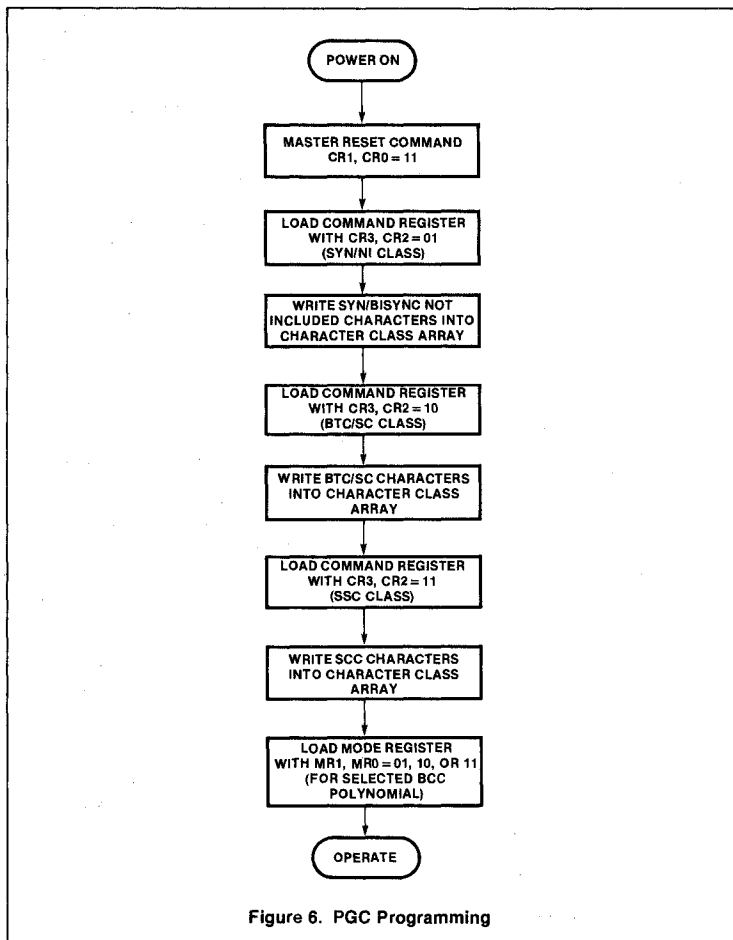 POWER ON
MASTER RESET COMMAND
CR1, CR0 = 11
LOAD COMMAND REGISTER
WITH CR3, CR2 = 01
(SYN/NI CLASS)
WRITE SYN/BISYNC NOT
INCLUDED CHARACTERS INTO
CHARACTER CLASS ARRAY
LOAD COMMAND REGISTER
WITH CR3, CR2 = 10
(BTC/SC CLASS)
WRITE BTC/SC CHARACTERS
INTO CHARACTER CLASS
ARRAY
LOAD COMMAND REGISTER
WITH CR3, CR2 = 11
(SSC CLASS)
WRITE SCC CHARACTERS
INTO CHARACTER CLASS
ARRAY
LOAD MODE REGISTER
WITH MR1, MR0 = 01, 10, OR 11
(FOR SELECTED BCC
POLYNOMIAL)
OPERATE
Figure 6. PGC Programming